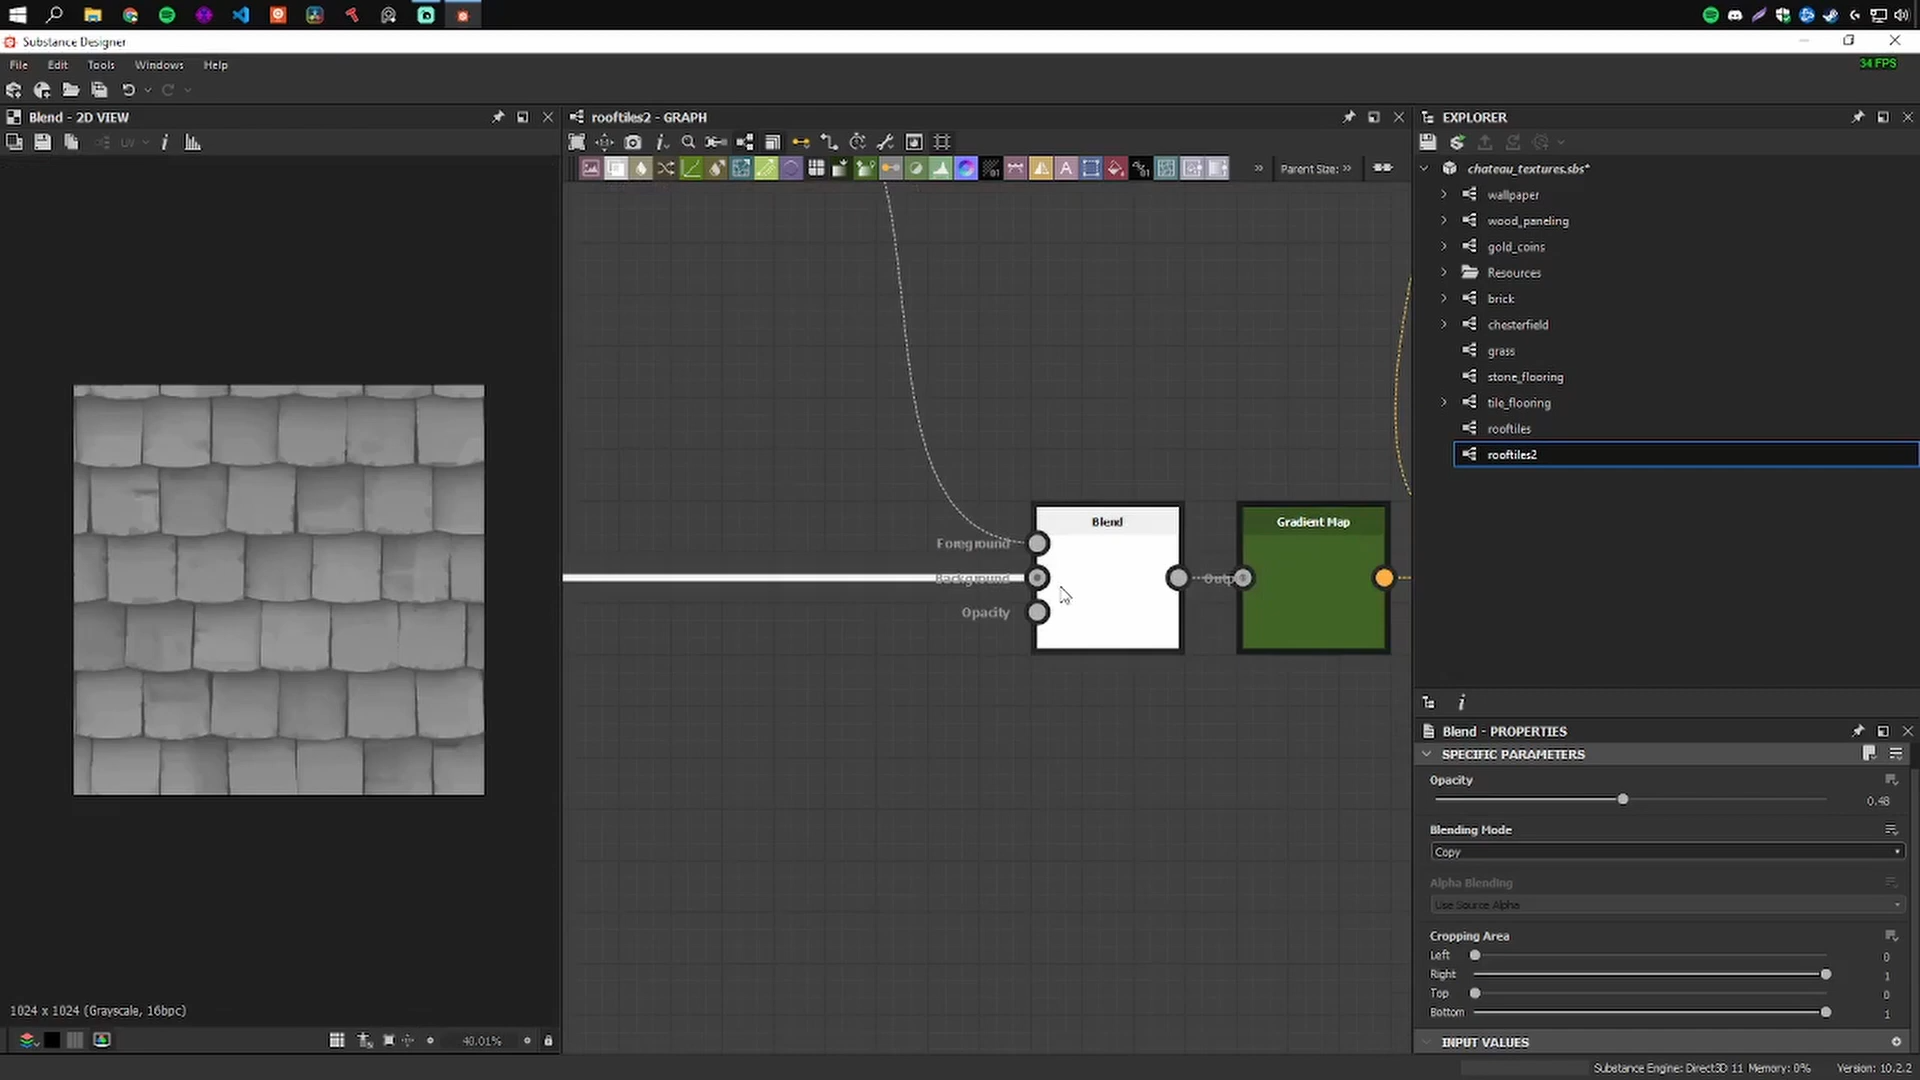 Substance Designer
File Edit Tools Windows Help
34 FPS
Blend - 2D VIEW
rooftiles2 - GRAPH
EXPLORER
UV
Parent Size:
chateau_textures.sbs*
wallpaper
wood_paneling
gold_coins
Resources
brick
chesterfield
grass
stone_flooring
tile_flooring
rooftiles
rooftiles2
Blend
Gradient Map
Foreground
Background
Outp
Opacity
Blend - PROPERTIES
SPECIFIC PARAMETERS
Opacity
0.48
Blending Mode
Copy
Alpha Blending
Use Source Alpha
Cropping Area
Left 0
Right 1
Top 0
Bottom 1
1024 x 1024 (Grayscale, 16bpc)
40.01%
INPUT VALUES
Substance Engine: Direct3D 11 Memory: 0% Version: 10.2.2